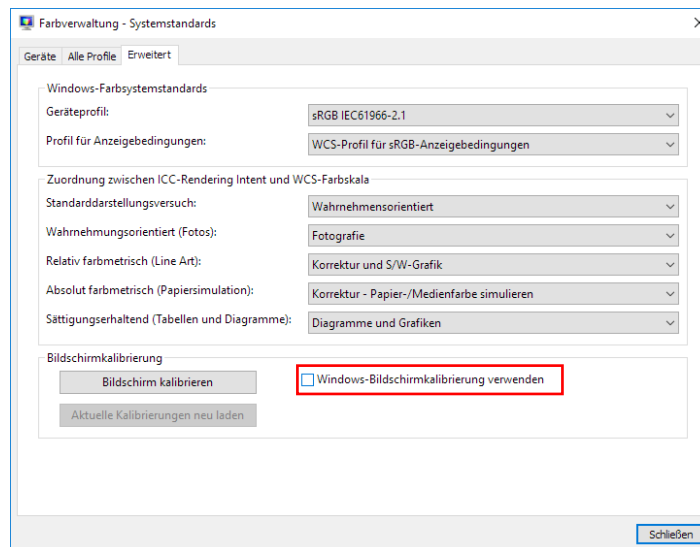 Farbverwaltung - Systemstandards
Geräte Alle Profile Erweitert
Windows-Farbsystemstandards
Geräteprofil: sRGB IEC61966-2.1
Profil für Anzeigebedingungen: WCS-Profil für sRGB-Anzeigebedingungen
Zuordnung zwischen ICC-Rendering Intent und WCS-Farbskala
Standarddarstellungsversuch: Wahrnehmensorientiert
Wahrnehmungsorientiert (Fotos): Fotografie
Relativ farbmetrisch (Line Art): Korrektur und S/W-Grafik
Absolut farbmetrisch (Papiersimulation): Korrektur - Papier-/Medienfarbe simulieren
Sättigungserhaltend (Tabellen und Diagramme): Diagramme und Grafiken
Bildschirmkalibrierung
Bildschirm kalibrieren Windows-Bildschirmkalibrierung verwenden
Aktuelle Kalibrierungen neu laden
Schließen